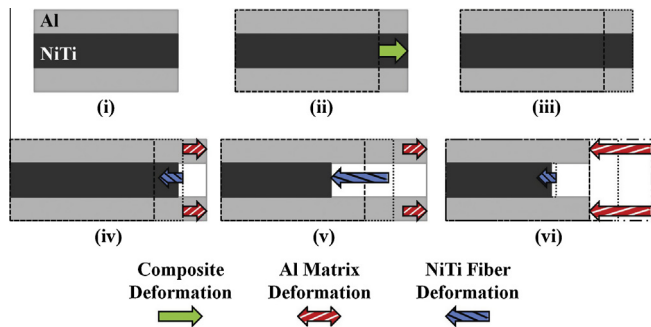 Al
NiTi
(i)
(ii)
(iii)
(iv)
(v)
(vi)
Composite Deformation
Al Matrix Deformation
NiTi Fiber Deformation